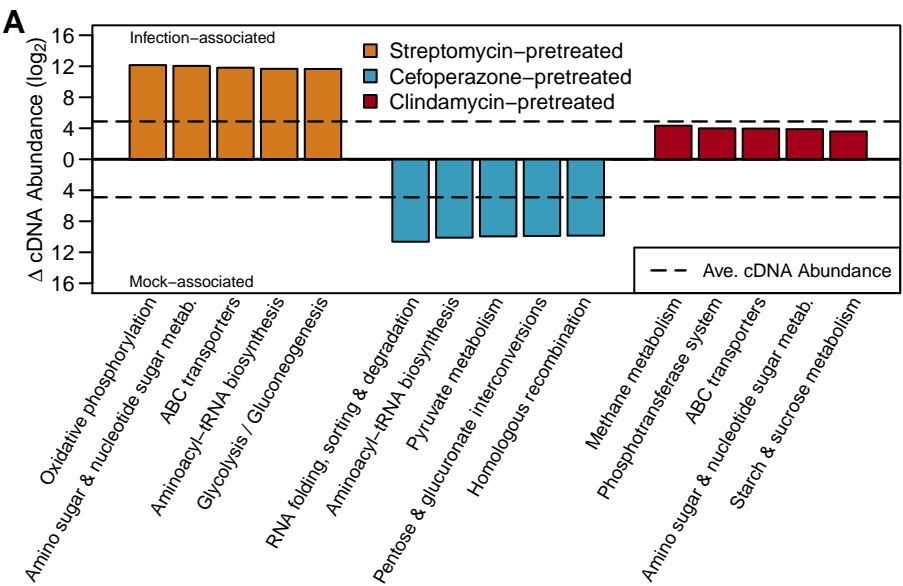 A
Δ cDNA Abundance (log2)
16
12
8
4
0
4
8
12
16
Infection−associated
Streptomycin−pretreated
Cefoperazone−pretreated
Clindamycin−pretreated
Mock−associated
Ave. cDNA Abundance
Oxidative phosphorylation
Amino sugar & nucleotide sugar metab.
ABC transporters
Aminoacyl−tRNA biosynthesis
Glycolysis / Gluconeogenesis
RNA folding, sorting & degradation
Aminoacyl−tRNA biosynthesis
Pyruvate metabolism
Pentose & glucuronate interconversions
Homologous recombination
Methane metabolism
Phosphotransferase system
ABC transporters
Amino sugar & nucleotide sugar metab.
Starch & sucrose metabolism